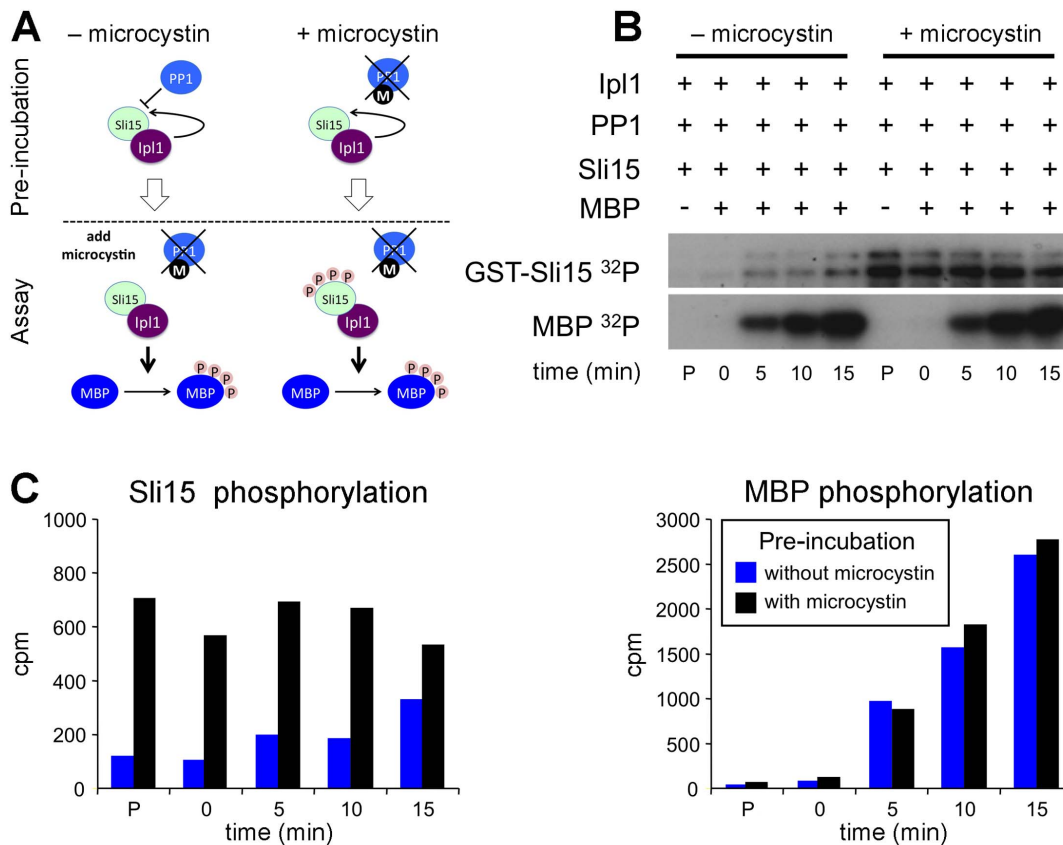 A
– microcystin
+ microcystin
Pre-incubation
PP1
PP1
M
Sli15
Ipl1
Sli15
Ipl1
add
microcystin
PP1
M
PP1
M
Assay
P P P P
Sli15
Ipl1
Sli15
Ipl1
MBP
MBP
P P P P
MBP
MBP
P P P P
B
– microcystin
+ microcystin
Ipl1 + + + + + + + + + +
PP1 + + + + + + + + + +
Sli15 + + + + + + + + + +
MBP - + + + + - + + + +
GST-Sli15 ³²P
MBP ³²P
time (min) P 0 5 10 15 P 0 5 10 15
C
Sli15 phosphorylation
1000
800
600
400
200
0
cpm
P 0 5 10 15
time (min)
MBP phosphorylation
3000
2500
2000
1500
1000
500
0
cpm
Pre-incubation
without microcystin
with microcystin
P 0 5 10 15
time (min)